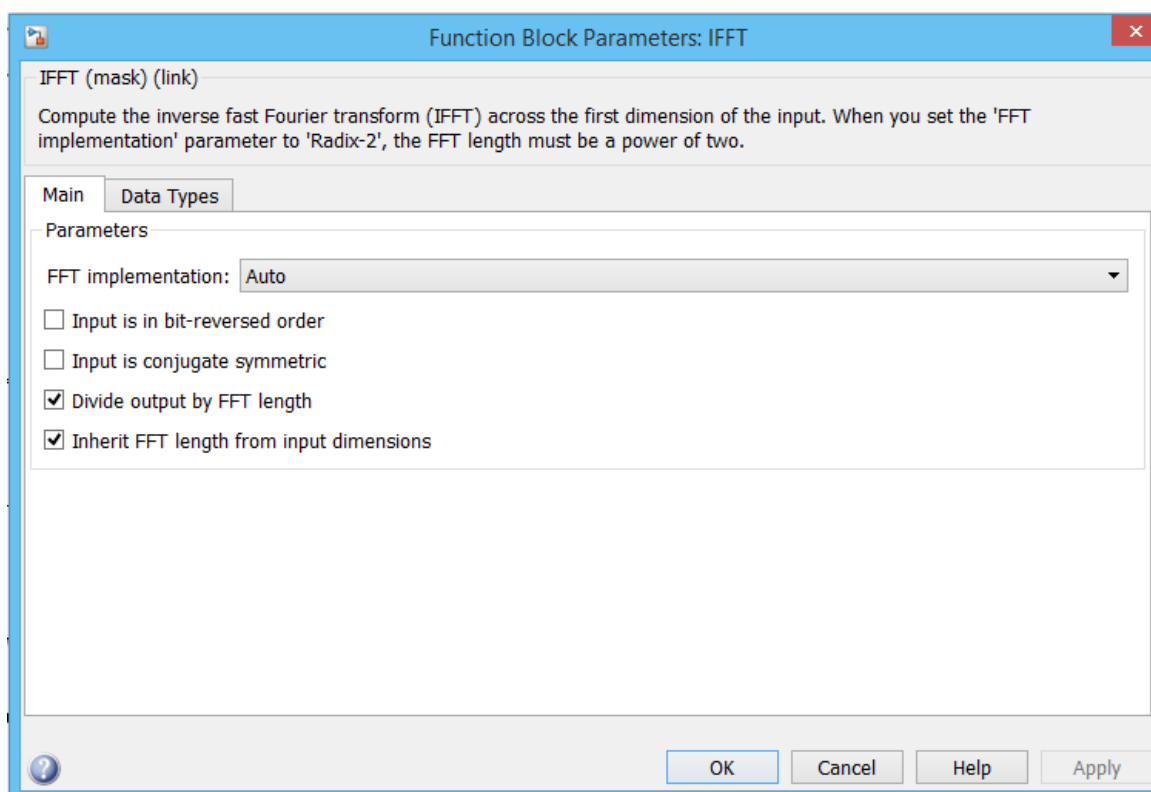 Function Block Parameters: IFFT
IFFT (mask) (link)
Compute the inverse fast Fourier transform (IFFT) across the first dimension of the input. When you set the 'FFT
implementation' parameter to 'Radix-2', the FFT length must be a power of two.
Main Data Types
Parameters
FFT implementation: Auto
Input is in bit-reversed order
Input is conjugate symmetric
Divide output by FFT length
Inherit FFT length from input dimensions
OK Cancel Help Apply